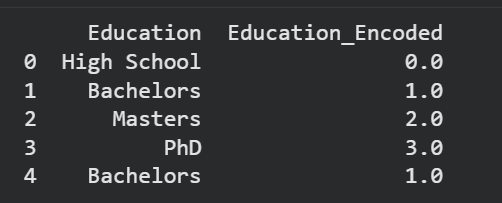 Education Education_Encoded
0 High School 0.0
1 Bachelors 1.0
2 Masters 2.0
3 PhD 3.0
4 Bachelors 1.0